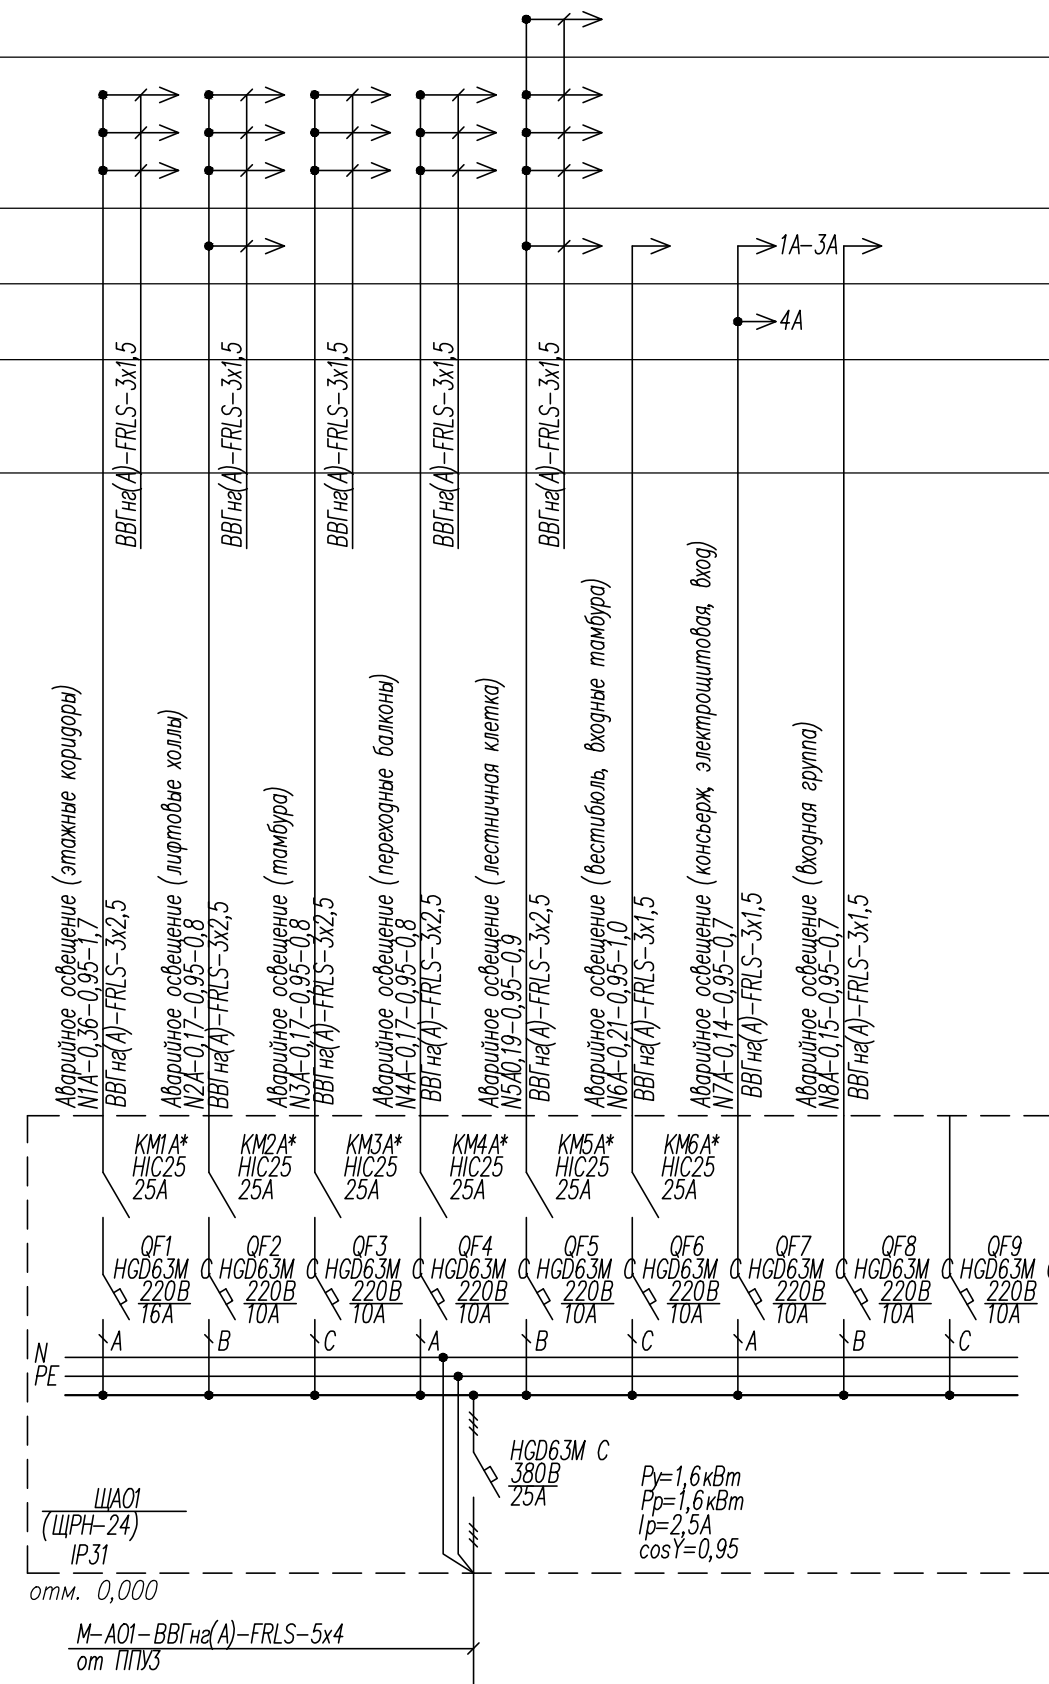 1А-3А
4А
ВВГнг(А)-FRLS-3х1,5
ВВГнг(А)-FRLS-3х1,5
ВВГнг(А)-FRLS-3х1,5
ВВГнг(А)-FRLS-3х1,5
ВВГнг(А)-FRLS-3х1,5
Аварийное освещение (этажные коридоры)
N1А-0,36-0,95-1,7
ВВГнг(А)-FRLS-3х2,5
Аварийное освещение (лифтовые холлы)
N2А-0,17-0,95-0,8
ВВГнг(А)-FRLS-3х2,5
Аварийное освещение (тамбура)
N3А-0,17-0,95-0,8
ВВГнг(А)-FRLS-3х2,5
Аварийное освещение (переходные балконы)
N4А-0,17-0,95-0,8
ВВГнг(А)-FRLS-3х2,5
Аварийное освещение (лестничная клетка)
N5А0,19-0,95-0,9
ВВГнг(А)-FRLS-3х2,5
Аварийное освещение (вестибюль, входные тамбура)
N6А-0,21-0,95-1,0
ВВГнг(А)-FRLS-3х1,5
Аварийное освещение (консьерж, электрощитовая, вход)
N7А-0,14-0,95-0,7
ВВГнг(А)-FRLS-3х1,5
Аварийное освещение (входная группа)
N8А-0,15-0,95-0,7
ВВГнг(А)-FRLS-3х1,5
КМ1А*
HIC25
25А
КМ2А*
HIC25
25А
КМ3А*
HIC25
25А
КМ4А*
HIC25
25А
КМ5А*
HIC25
25А
КМ6А*
HIC25
25А
QF1
HGD63M C
220В
16А
QF2
HGD63M C
220В
10А
QF3
HGD63M C
220В
10А
QF4
HGD63M C
220В
10А
QF5
HGD63M C
220В
10А
QF6
HGD63M C
220В
10А
QF7
HGD63M C
220В
10А
QF8
HGD63M C
220В
10А
QF9
HGD63M C
220В
10А
А В С А В С А В С
N
PE
HGD63M C
380В
25А
Ру=1,6кВт
Рр=1,6кВт
Iр=2,5А
cosY=0,95
ЩАО1
(ЩРН-24)
IP31
отм. 0,000
М-АО1-ВВГнг(А)-FRLS-5х4
от ППУ3